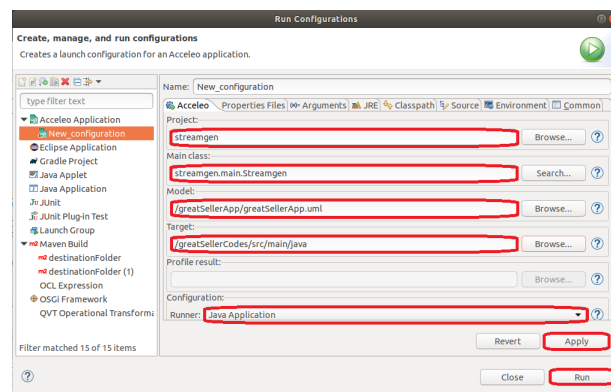 Run Configurations
Create, manage, and run configurations
Creates a launch configuration for an Acceleo application.
type filter text
Acceleo Application
New_configuration
Eclipse Application
Gradle Project
Java Applet
Java Application
Ju JUnit
JUnit Plug-in Test
Launch Group
m2 Maven Build
m2 destinationFolder
m2 destinationFolder (1)
OCL Expression
OSGi Framework
QVT Operational Transforma
Filter matched 15 of 15 items
Name: New_configuration
Acceleo Properties Files Arguments JRE Classpath Source Environment Common
Project:
streamgen Browse... ?
Main class:
streamgen.main.Streamgen Search... ?
Model:
/greatSellerApp/greatSellerApp.uml Browse... ?
Target:
/greatSellerCodes/src/main/java Browse... ?
Profile result:
Browse... ?
Configuration:
Runner: Java Application ?
Revert Apply
? Close Run